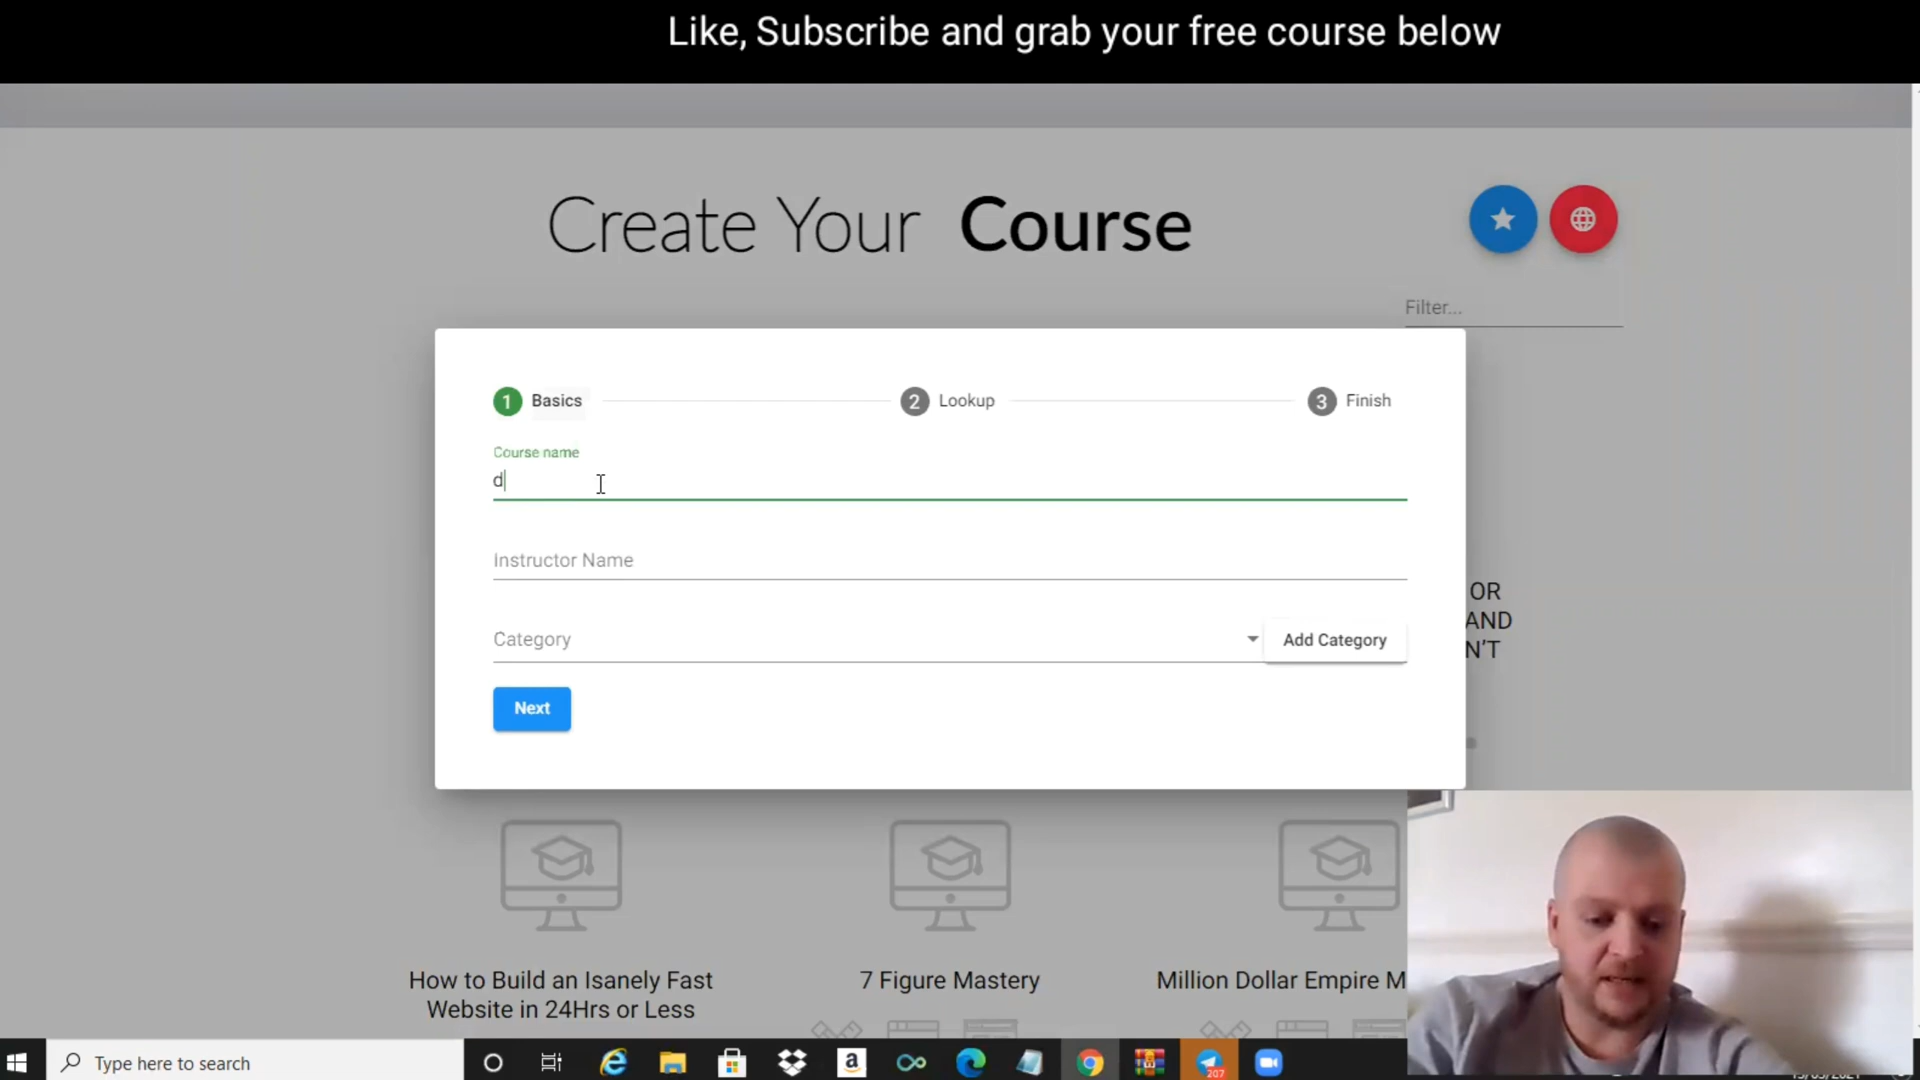 Like, Subscribe and grab your free course below
Create Your Course
Filter...
1 Basics
2 Lookup
3 Finish
Course name
d
Instructor Name
Category
Add Category
Next
OR
AND
N'T
How to Build an Isanely Fast
Website in 24Hrs or Less
7 Figure Mastery
Million Dollar Empire M
Type here to search
207